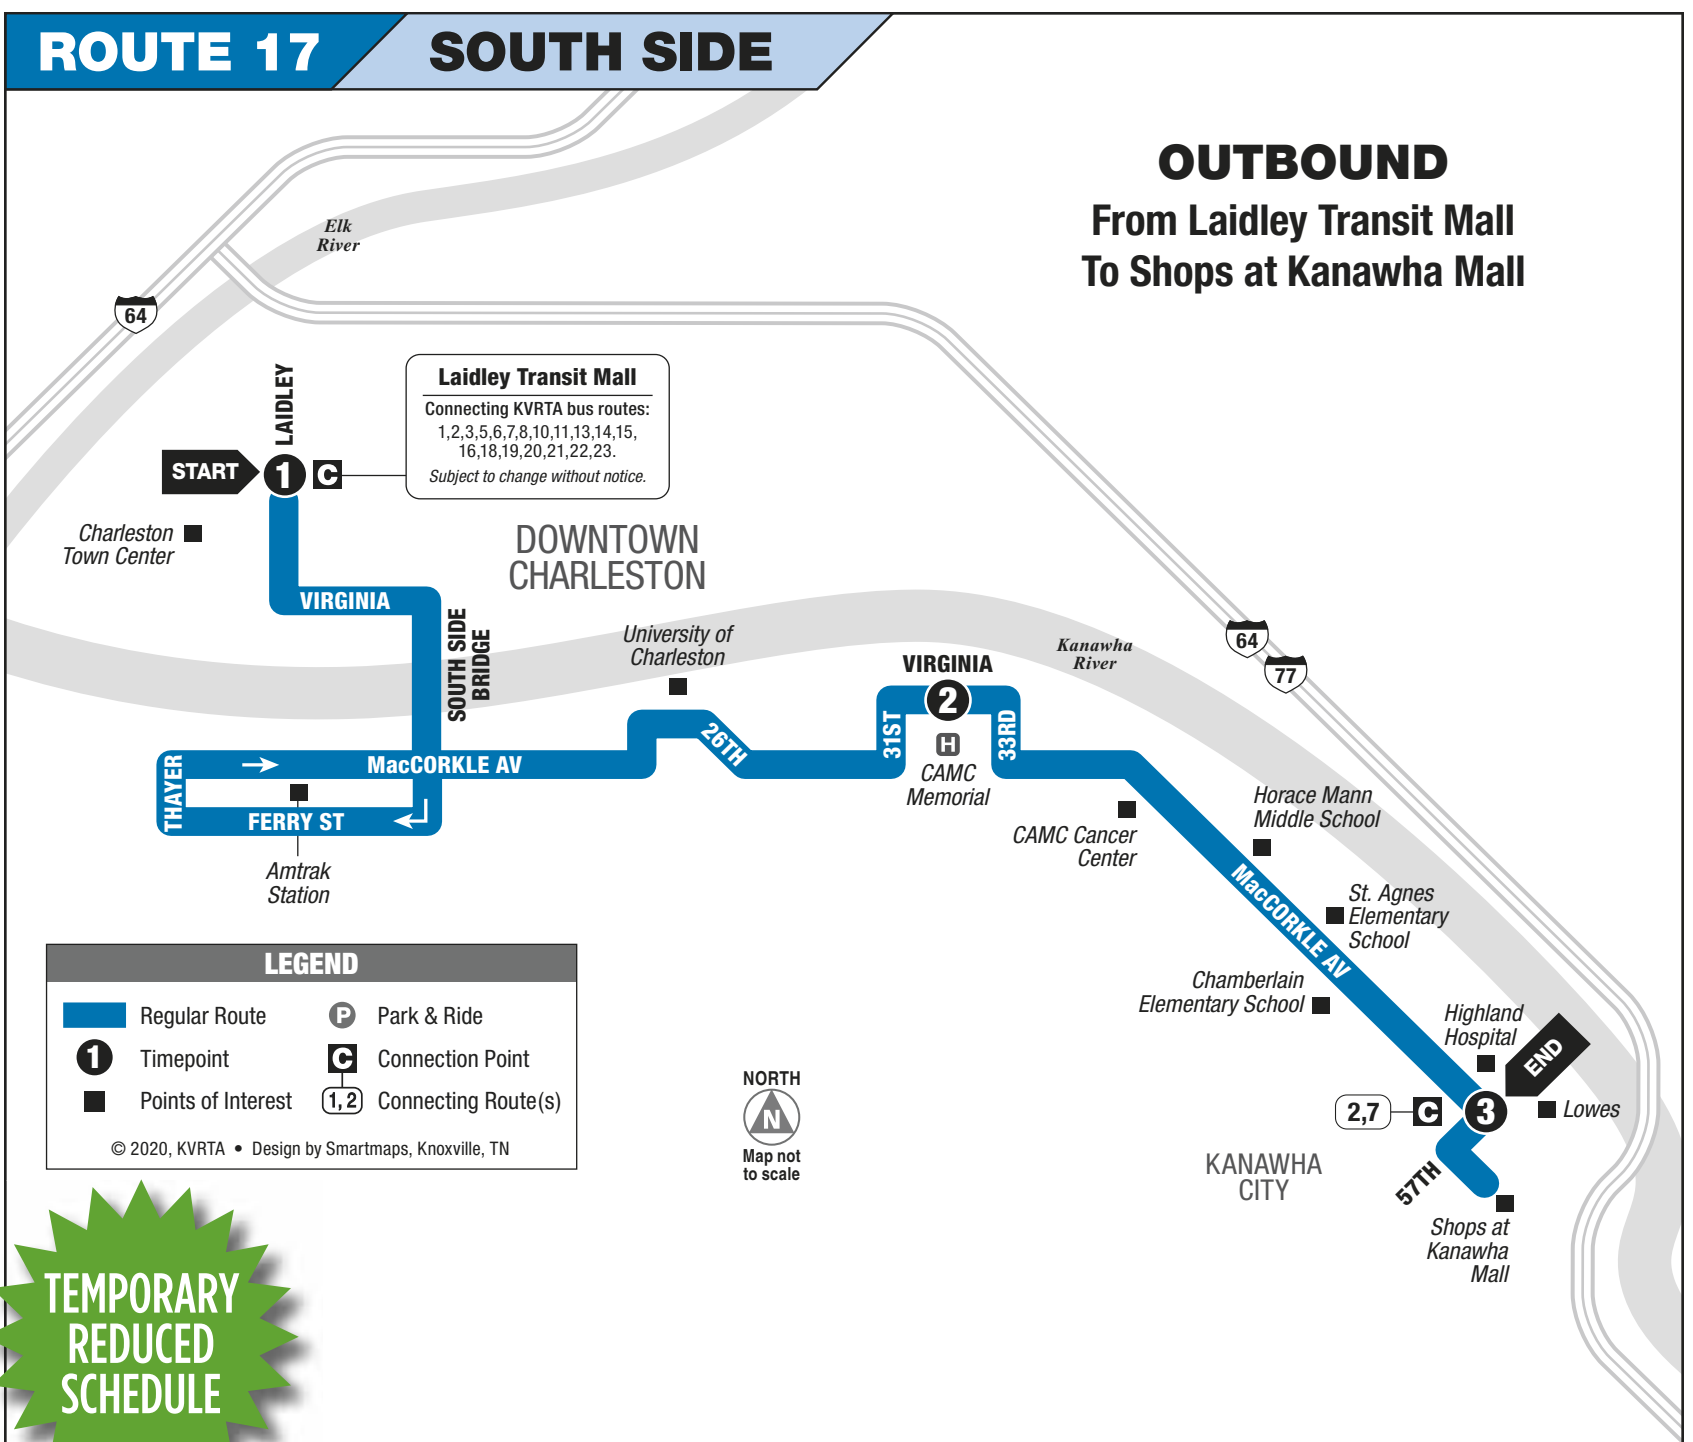 ROUTE 17
SOUTH SIDE
OUTBOUND
From Laidley Transit Mall
To Shops at Kanawha Mall
Elk
River
64
LAIDLEY
START
1
C
Laidley Transit Mall
Connecting KVRTA bus routes:
1,2,3,5,6,7,8,10,11,13,14,15,
16,18,19,20,21,22,23.
Subject to change without notice.
Charleston
Town Center
DOWNTOWN
CHARLESTON
VIRGINIA
SOUTH SIDE
BRIDGE
University of
Charleston
Kanawha
River
64
77
VIRGINIA
2
31ST
33RD
H
CAMC
Memorial
26TH
THAYER
MacCORKLE AV
FERRY ST
Amtrak
Station
CAMC Cancer
Center
Horace Mann
Middle School
MacCORKLE AV
St. Agnes
Elementary
School
Chamberlain
Elementary School
Highland
Hospital
END
2,7
C
3
Lowes
KANAWHA
CITY
57TH
Shops at
Kanawha
Mall
LEGEND
Regular Route
P
Park & Ride
1
Timepoint
C
Connection Point
Points of Interest
1, 2
Connecting Route(s)
© 2020, KVRTA • Design by Smartmaps, Knoxville, TN
NORTH
N
Map not
to scale
TEMPORARY
REDUCED
SCHEDULE